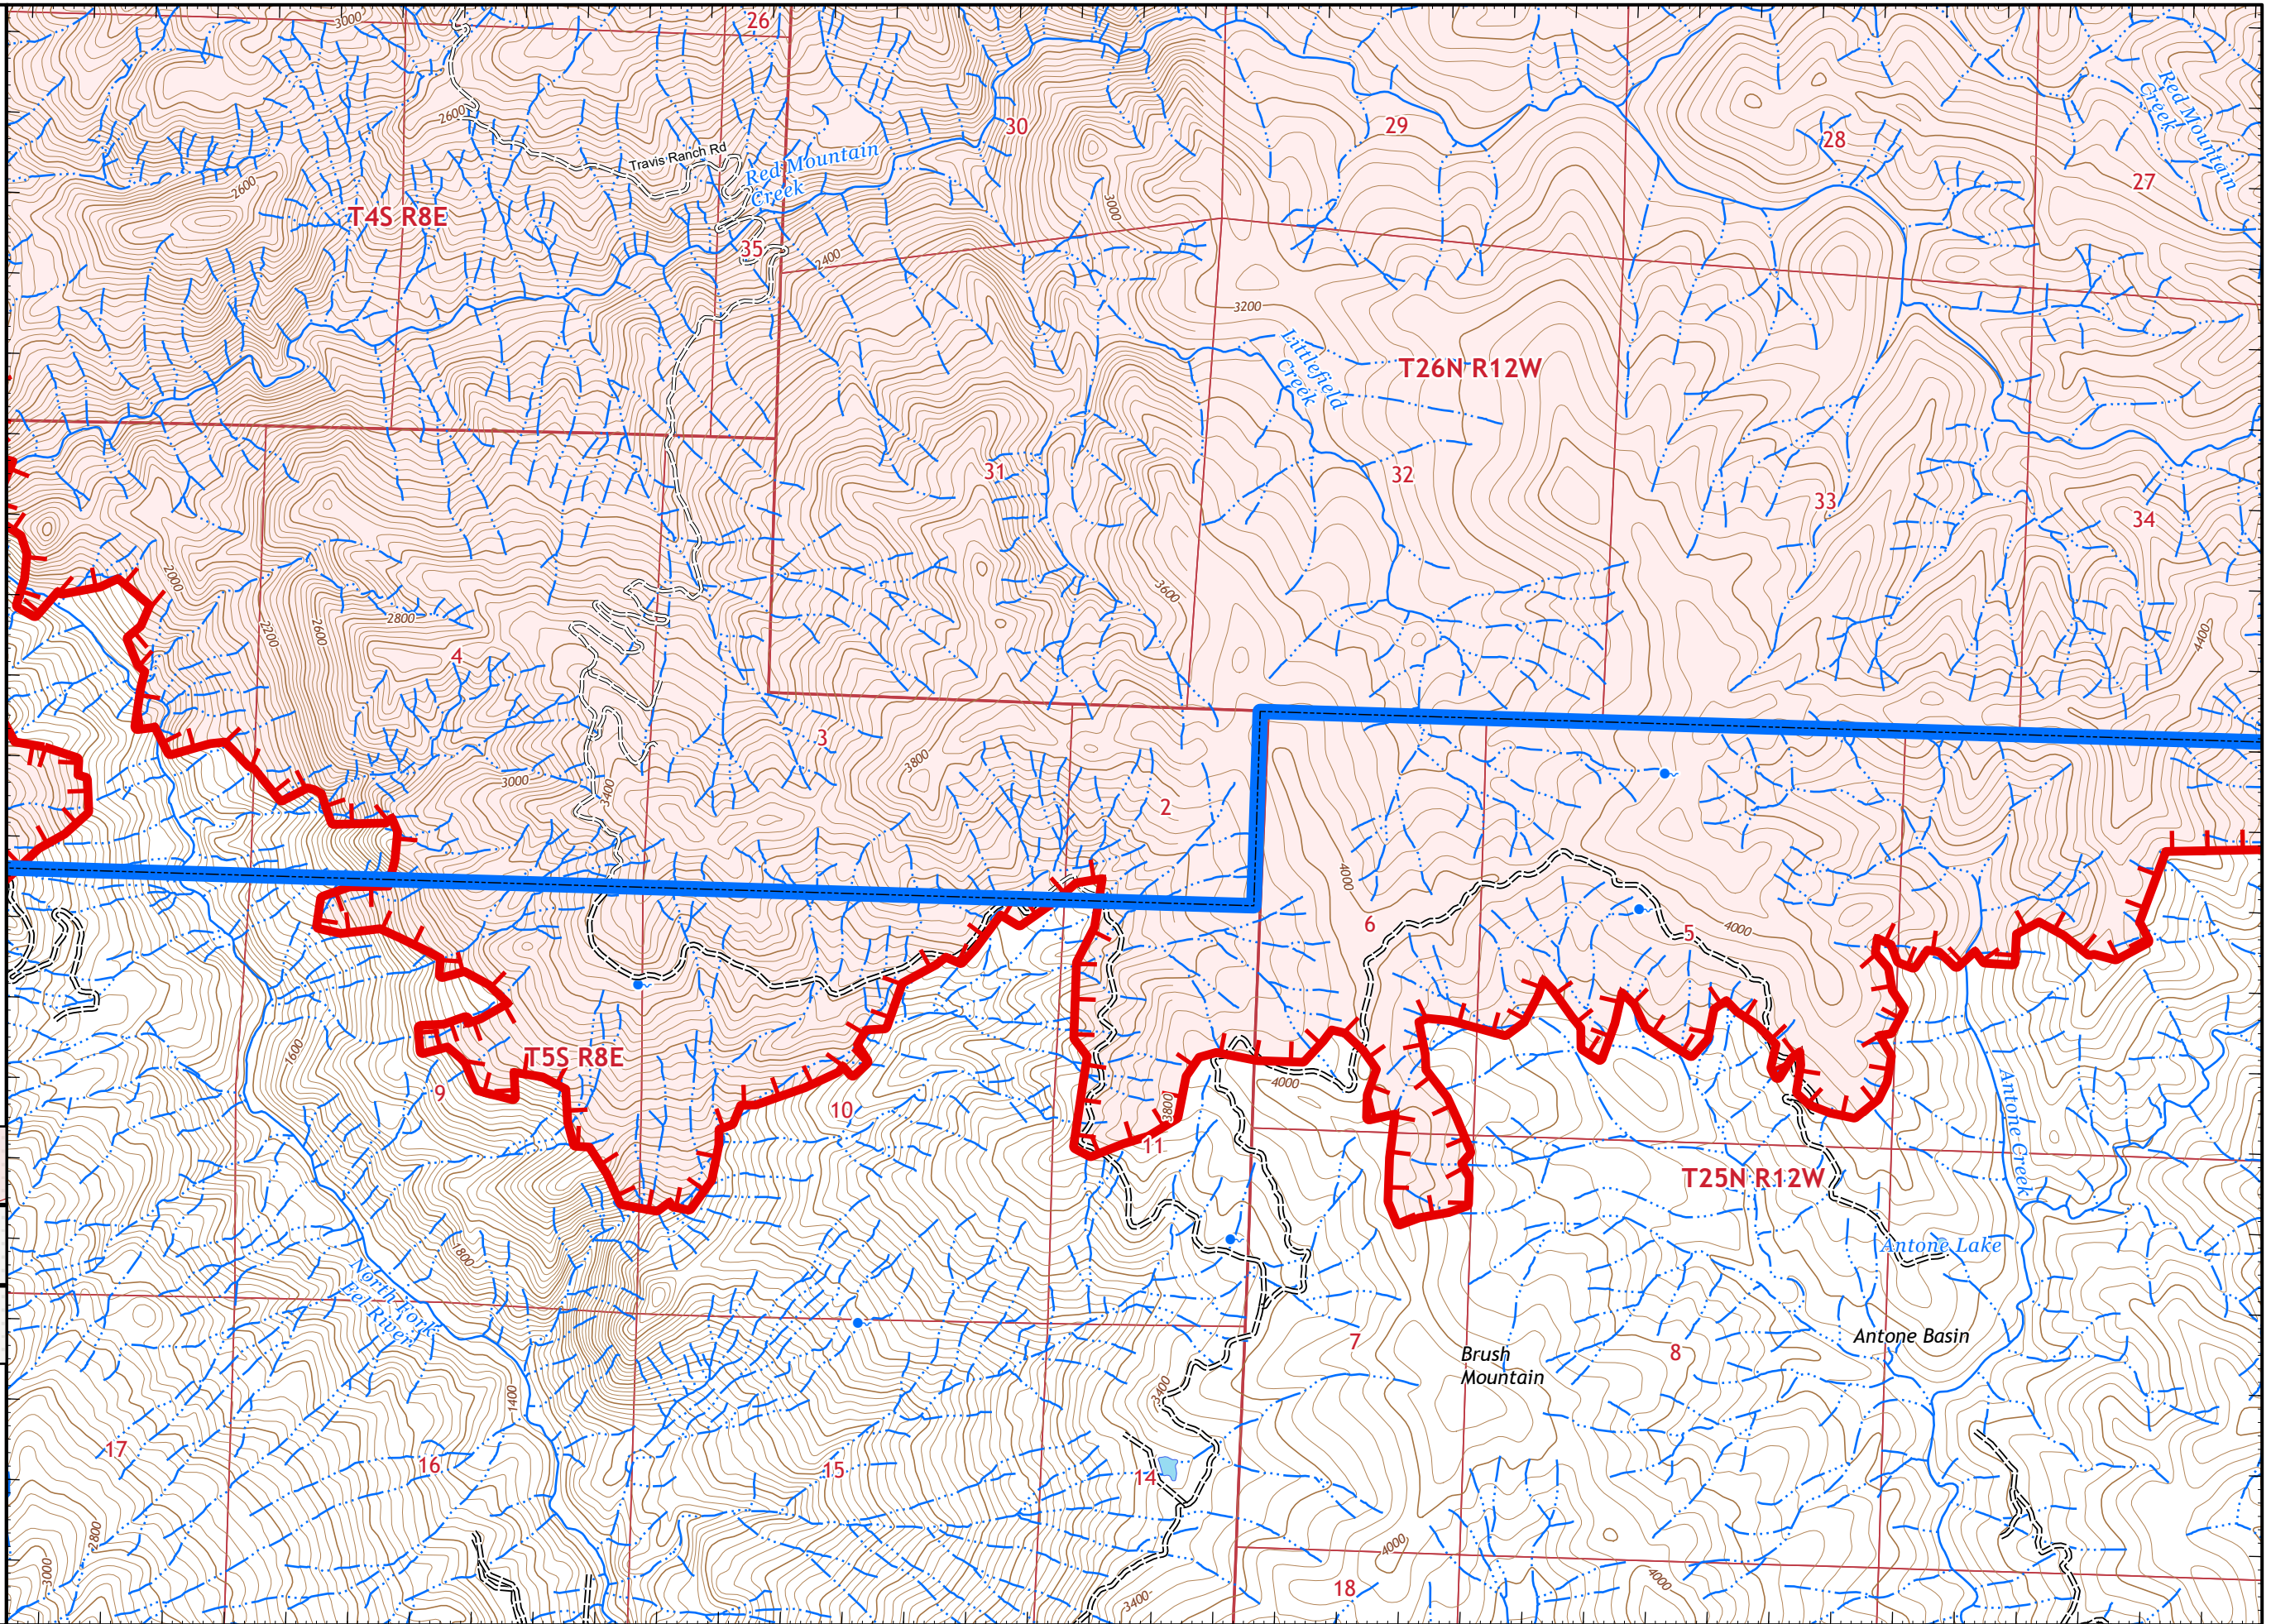 3000
26
Red Mountain
Creek
2600
30
29
28
Travis Ranch Rd
Red Mountain
Creek
27
2600
3000
T4S R8E
35
2400
3200
Littlefield
Creek
T26N R12W
31
32
33
34
2000
3600
2200
2600
2800
4400
4
3
3800
3000
3400
2
4000
6
5
4000
1600
T5S R8E
4000
9
10
3800
11
Antone Creek
T25N R12W
1800
North Fork
Eel River
Antone Lake
7
8
Antone Basin
Brush
Mountain
1400
3400
17
16
15
14
2800
3000
4000
4000
18
3400